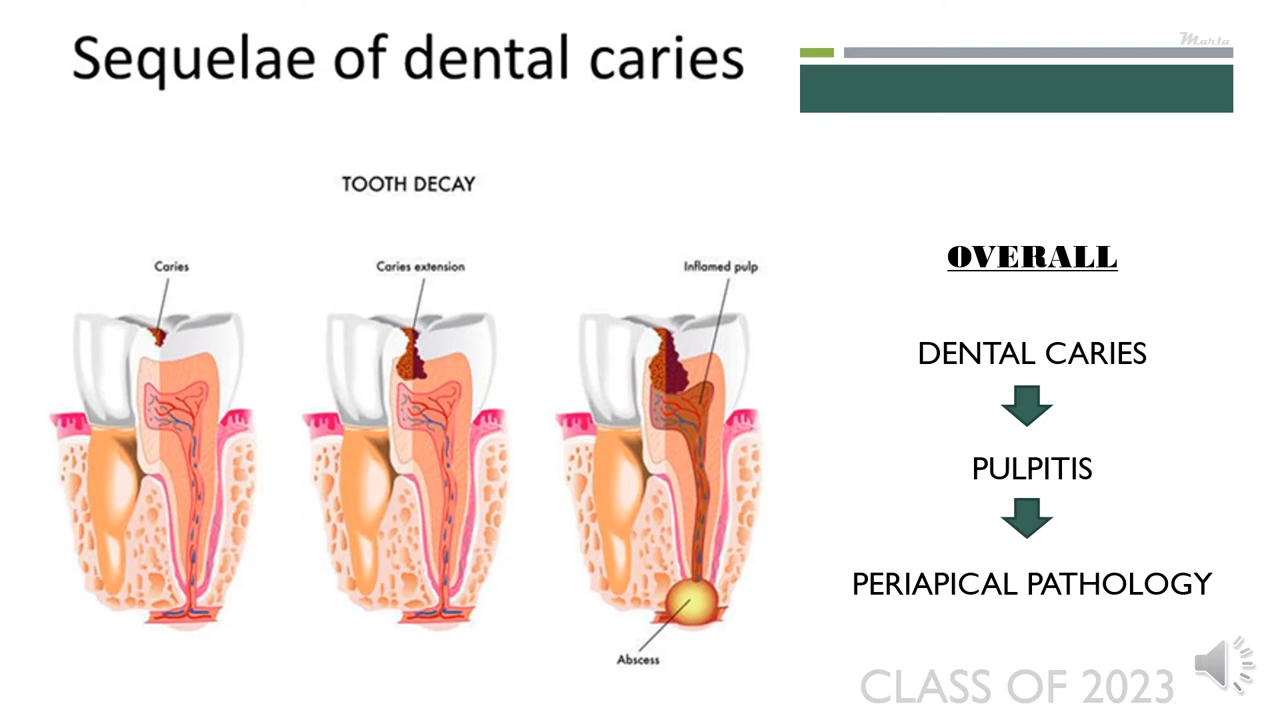 Sequelae of dental caries
Marta
TOOTH DECAY
Caries
Caries extension
Inflamed pulp
Abscess
OVERALL
DENTAL CARIES
PULPITIS
PERIAPICAL PATHOLOGY
CLASS OF 2023